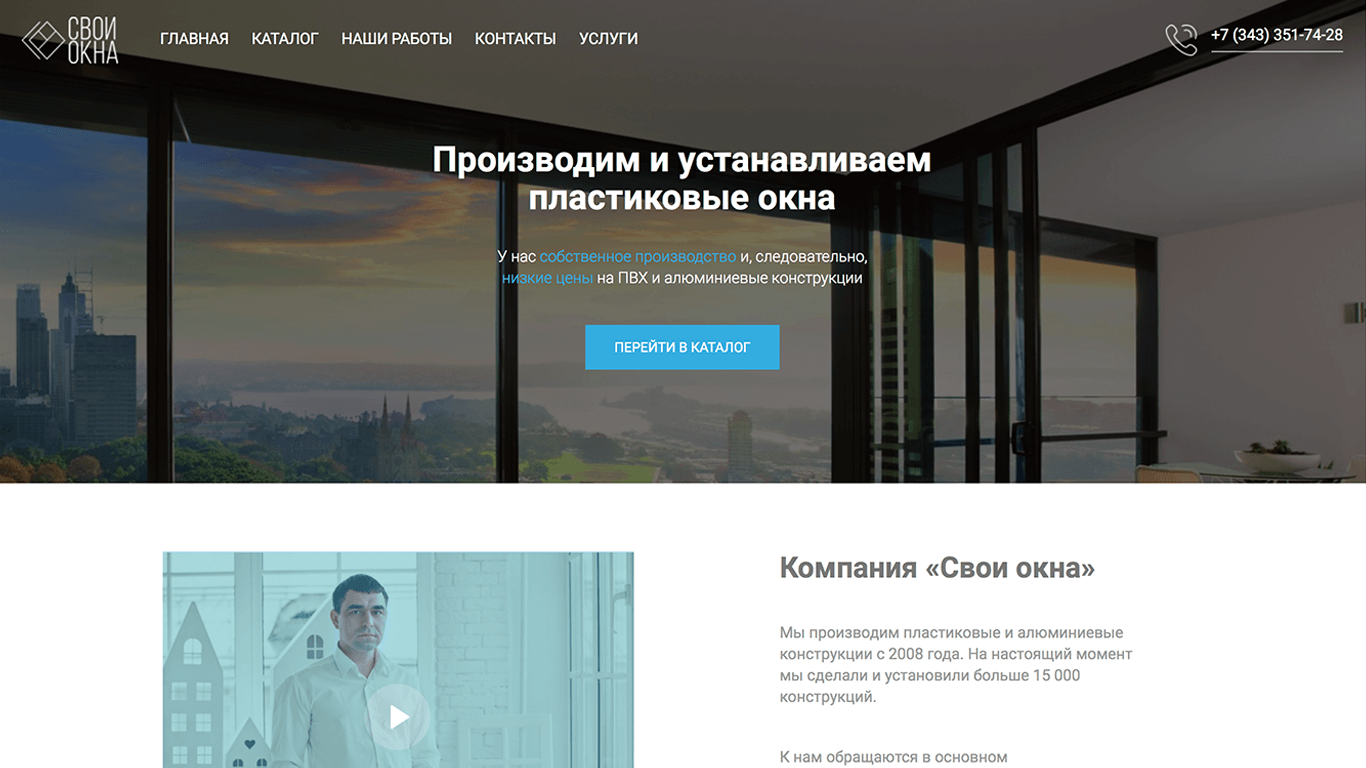 СВОИ
ОКНА
ГЛАВНАЯ КАТАЛОГ НАШИ РАБОТЫ КОНТАКТЫ УСЛУГИ
+7 (343) 351-74-28
Производим и устанавливаем
пластиковые окна
У нас собственное производство и, следовательно,
низкие цены на ПВХ и алюминиевые конструкции
ПЕРЕЙТИ В КАТАЛОГ
Компания «Свои окна»
Мы производим пластиковые и алюминиевые
конструкции с 2008 года. На настоящий момент
мы сделали и установили больше 15 000
конструкций.
К нам обращаются в основном